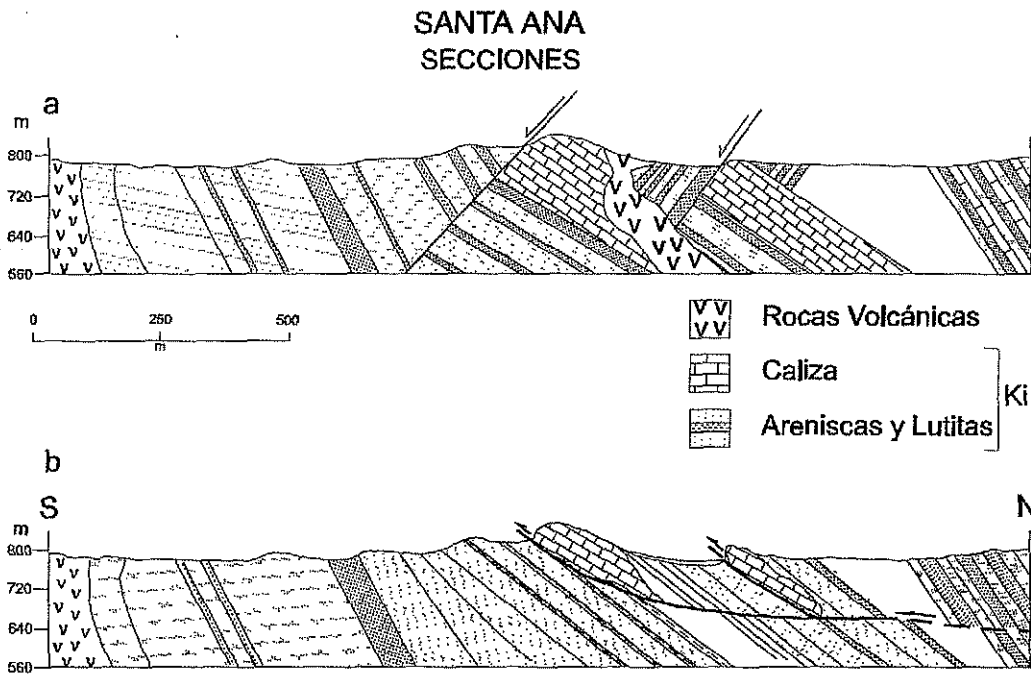 SANTA ANA
SECCIONES
a
m
800
720
640
560
0 250 500
m
Rocas Volcánicas
Caliza
Areniscas y Lutitas
Ki
b
S N
m
800
720
640
560